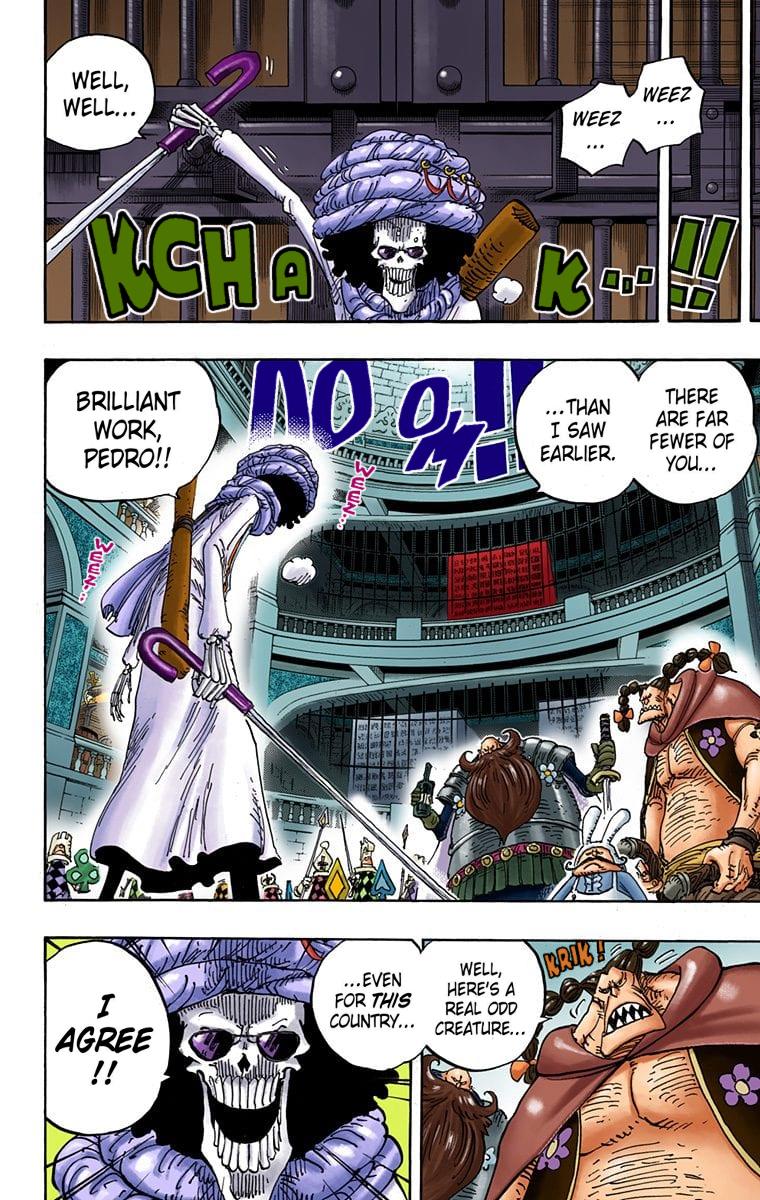 WEEZ
...
WEEZ
...
WELL,
WELL...
KCHAK...!!
THERE
ARE FAR
FEWER OF
YOU...
...THAN
I SAW
EARLIER.
DOOM!!
BRILLIANT
WORK,
PEDRO!!
WEEZ...
WEEZ...
KRIK!
WELL,
HERE'S A
REAL ODD
CREATURE...
...EVEN
FOR THIS
COUNTRY...
I
AGREE
!!